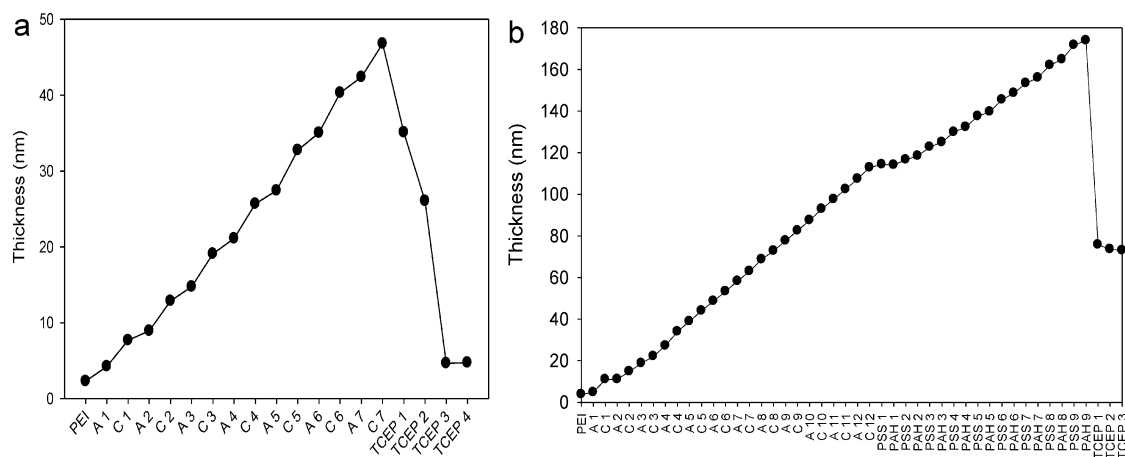 a
50
40
30
20
10
0
Thickness (nm)
PEI
A 1
C 1
A 2
C 2
A 3
C 3
A 4
C 4
A 5
C 5
A 6
C 6
A 7
C 7
TCEP 1
TCEP 2
TCEP 3
TCEP 4
b
180
160
140
120
100
80
60
40
20
0
Thickness (nm)
PEI
A 1
C 1
A 2
C 2
A 3
C 3
A 4
C 4
A 5
C 5
A 6
C 6
A 7
C 7
A 8
C 8
A 9
C 9
A 10
C 10
A 11
C 11
A 12
C 12
PSS 1
PAH 1
PSS 2
PAH 2
PSS 3
PAH 3
PSS 4
PAH 4
PSS 5
PAH 5
PSS 6
PAH 6
PSS 7
PAH 7
PSS 8
PAH 8
PSS 9
PAH 9
TCEP 1
TCEP 2
TCEP 3